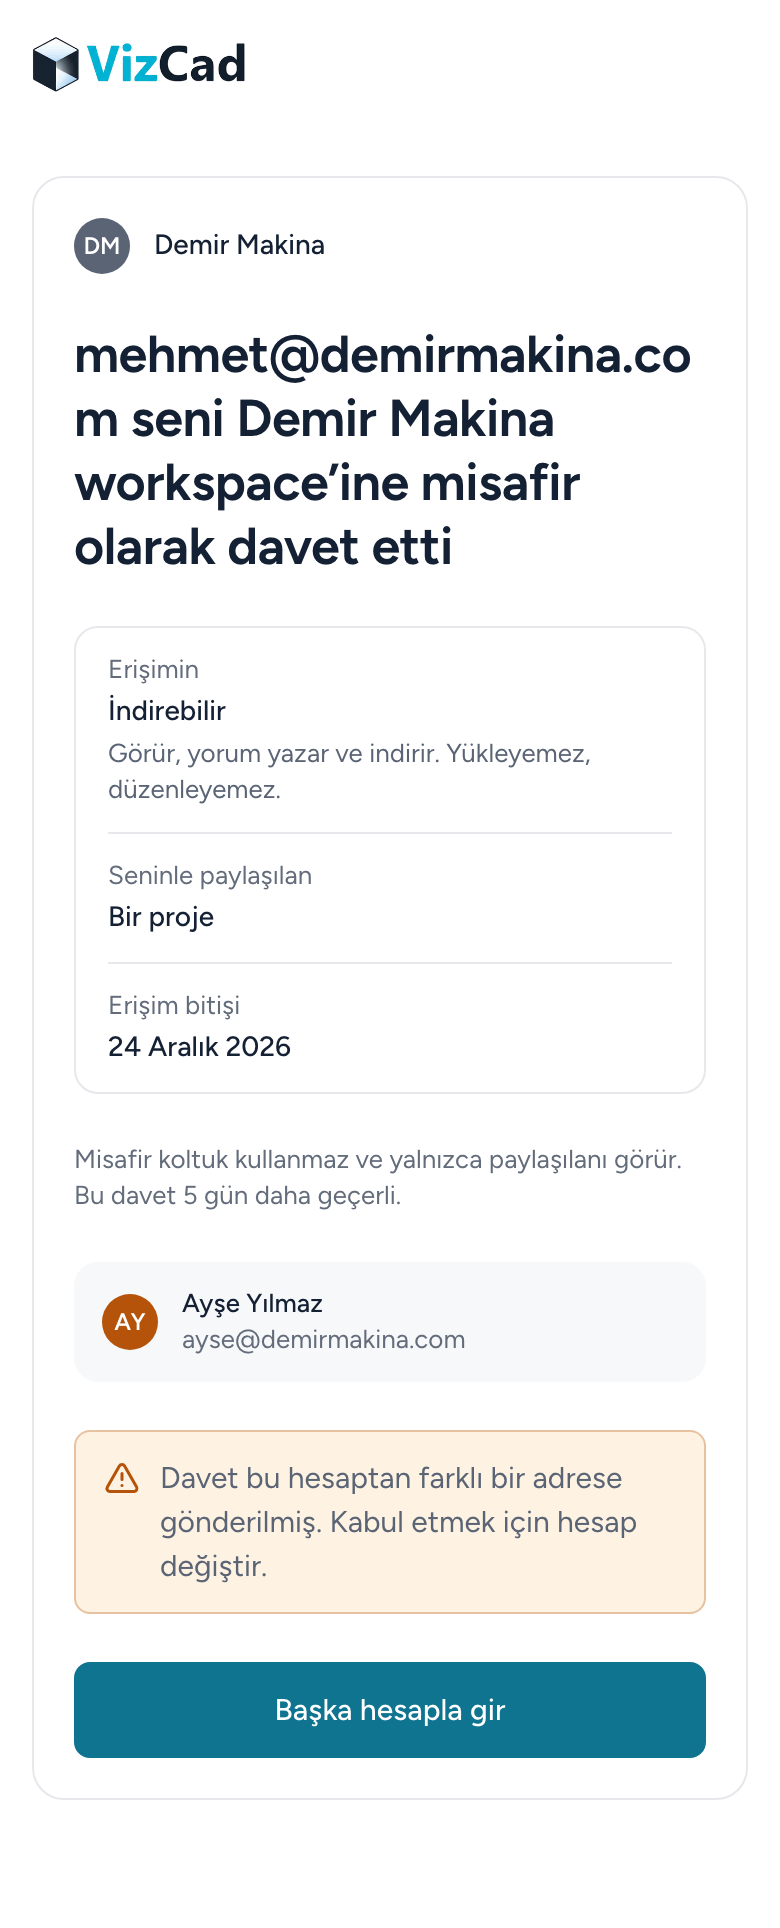 VizCad
DM Demir Makina
mehmet@demirmakina.co
m seni Demir Makina
workspace’ine misafir
olarak davet etti
Erişimin
İndirebilir
Görür, yorum yazar ve indirir. Yükleyemez,
düzenleyemez.
Seninle paylaşılan
Bir proje
Erişim bitişi
24 Aralık 2026
Misafir koltuk kullanmaz ve yalnızca paylaşılanı görür.
Bu davet 5 gün daha geçerli.
AY Ayşe Yılmaz
ayse@demirmakina.com
Davet bu hesaptan farklı bir adrese
gönderilmiş. Kabul etmek için hesap
değiştir.
Başka hesapla gir